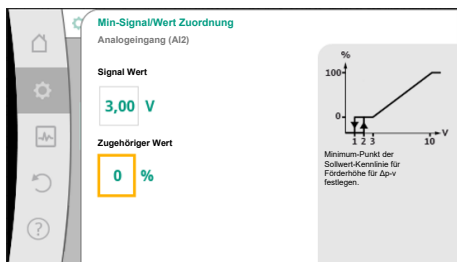 Min-Signal/Wert Zuordnung
Analogeingang (AI2)
Signal Wert
3,00 V
Zugehöriger Wert
0 %
%
100
0
1 2 3 10 V
Minimum-Punkt der
Sollwert-Kennlinie für
Förderhöhe für Δp-v
festlegen.
?